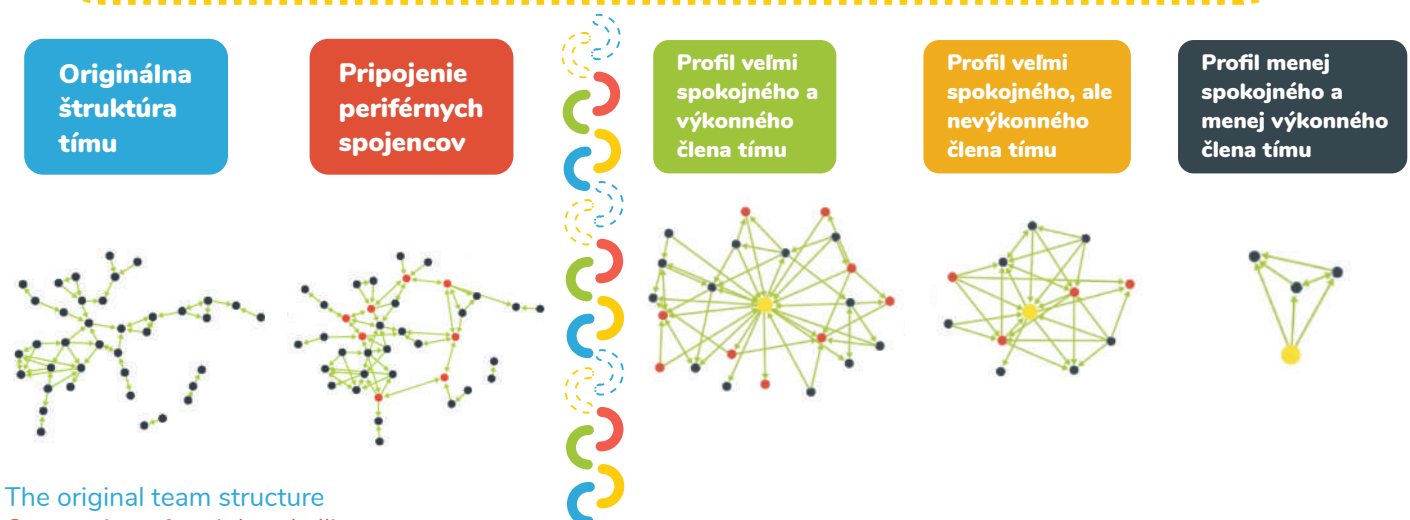 Originálna
štruktúra
tímu
Pripojenie
periférnych
spojencov
Profil veľmi
spokojného a
výkonného
člena tímu
Profil veľmi
spokojného, ale
nevýkonného
člena tímu
Profil menej
spokojného a
menej výkonného
člena tímu
The original team structure